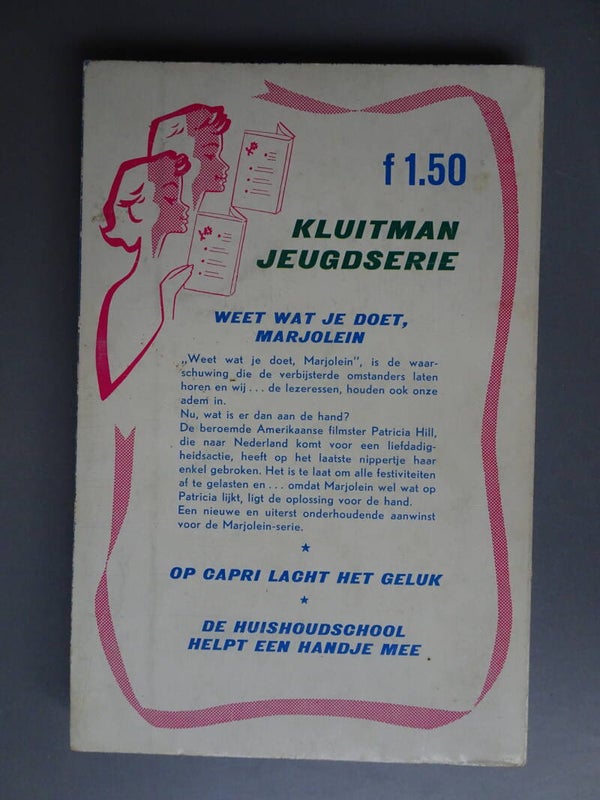 f 1.50
KLUITMAN
JEUGDSERIE
WEET WAT JE DOET,
MARJOLEIN
„Weet wat je doet, Marjolein”, is de waar-
schuwing die de verbijsterde omstanders laten
horen en wij . . . de lezeressen, houden ook onze
adem in.
Nu, wat is er dan aan de hand?
De beroemde Amerikaanse filmster Patricia Hill,
die naar Nederland komt voor een liefdadig-
heidsactie, heeft op het laatste nippertje haar
enkel gebroken. Het is te laat om alle festiviteiten
af te gelasten en . . . omdat Marjolein wel wat op
Patricia lijkt, ligt de oplossing voor de hand.
Een nieuwe en uiterst onderhoudende aanwinst
voor de Marjolein-serie.
OP CAPRI LACHT HET GELUK
DE HUISHOUDSCHOOL
HELPT EEN HANDJE MEE